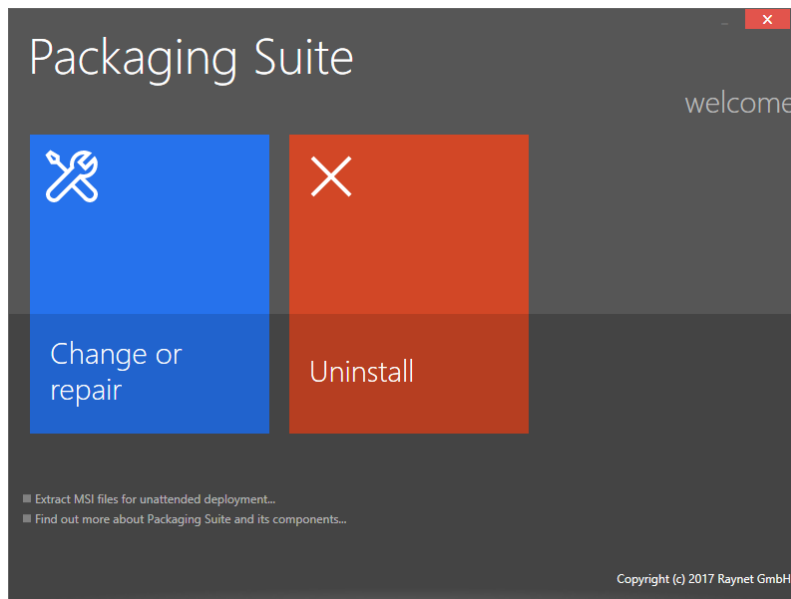 Packaging Suite
welcome
Change or
repair
Uninstall
Extract MSI files for unattended deployment...
Find out more about Packaging Suite and its components...
Copyright (c) 2017 Raynet GmbH